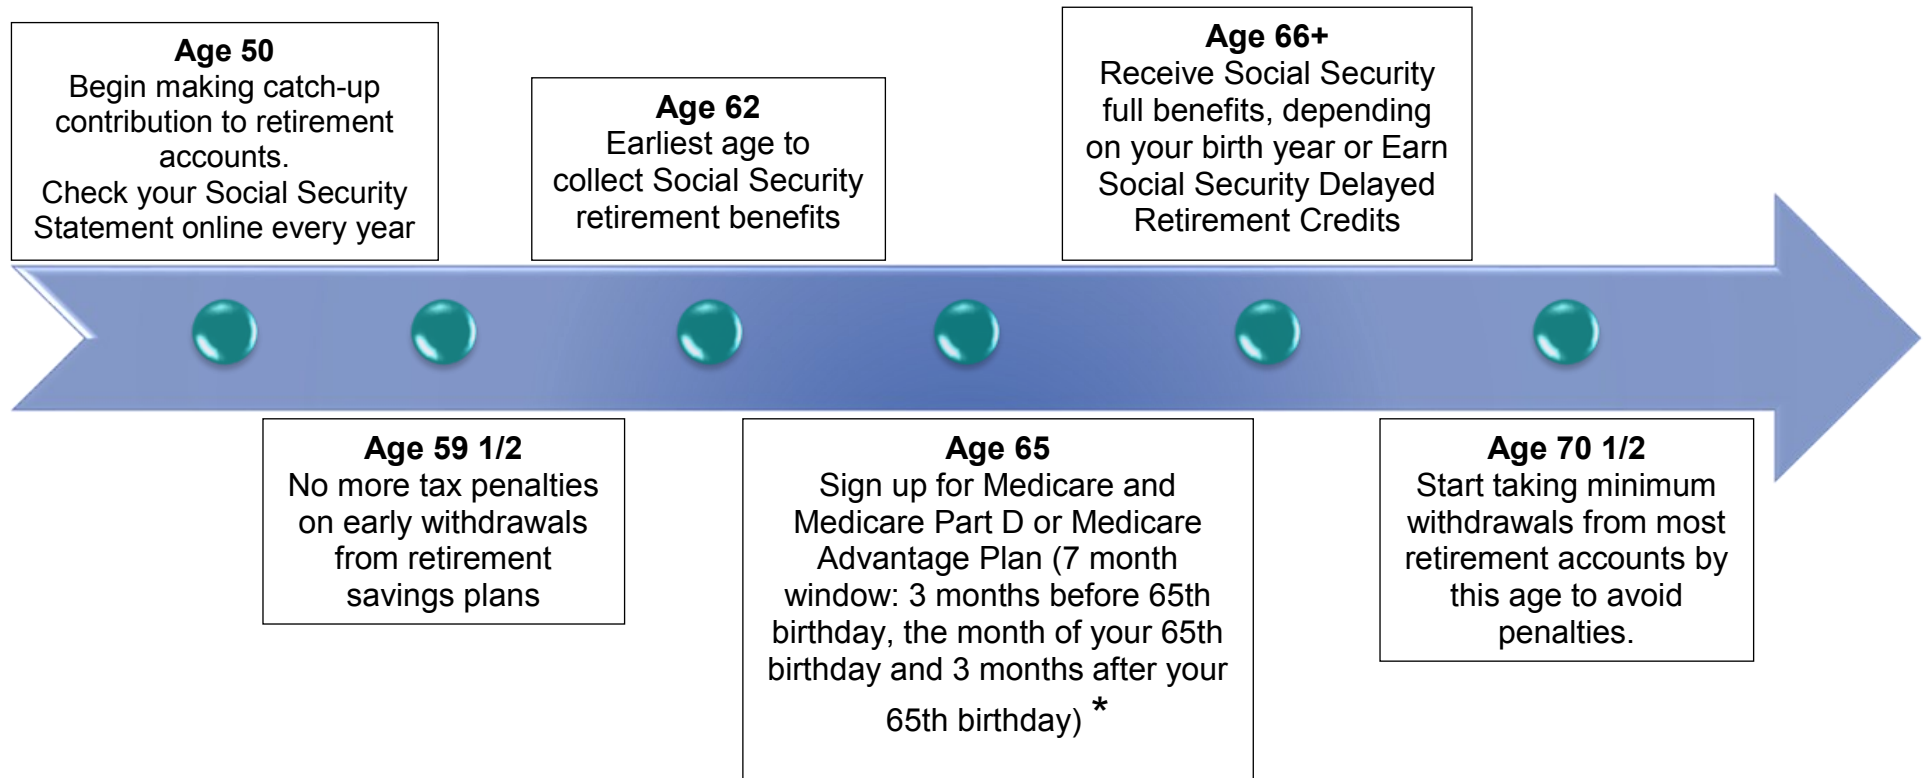 Age 50
Begin making catch-up
contribution to retirement
accounts.
Check your Social Security
Statement online every year
Age 59 1/2
No more tax penalties
on early withdrawals
from retirement
savings plans
Age 62
Earliest age to
collect Social Security
retirement benefits
Age 65
Sign up for Medicare and
Medicare Part D or Medicare
Advantage Plan (7 month
window: 3 months before 65th
birthday, the month of your 65th
birthday and 3 months after your
65th birthday) *
Age 66+
Receive Social Security
full benefits, depending
on your birth year or Earn
Social Security Delayed
Retirement Credits
Age 70 1/2
Start taking minimum
withdrawals from most
retirement accounts by
this age to avoid
penalties.